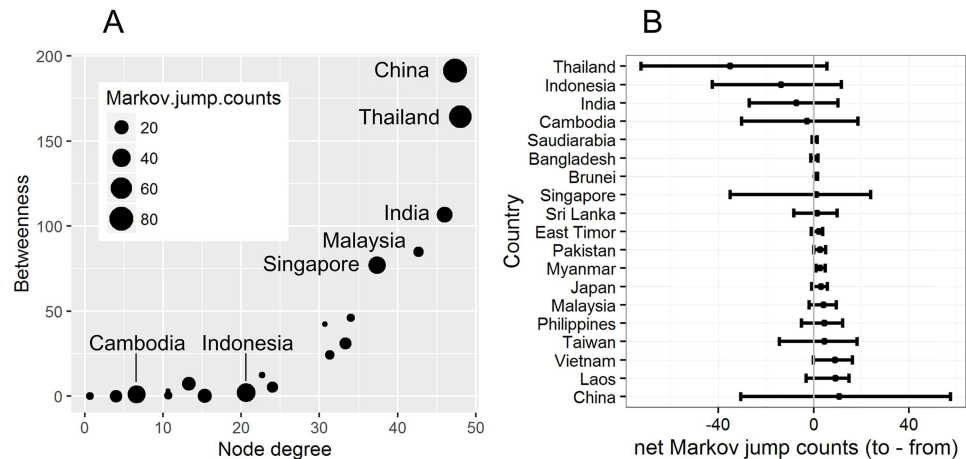 A
200
150
100
50
0
Betweenness
Markov.jump.counts
20
40
60
80
China
Thailand
India
Malaysia
Singapore
Cambodia Indonesia
0 10 20 30 40 50
Node degree
B
Country
Thailand
Indonesia
India
Cambodia
Saudiarabia
Bangladesh
Brunei
Singapore
Sri Lanka
East Timor
Pakistan
Myanmar
Japan
Malaysia
Philippines
Taiwan
Vietnam
Laos
China
-40 0 40
net Markov jump counts (to - from)